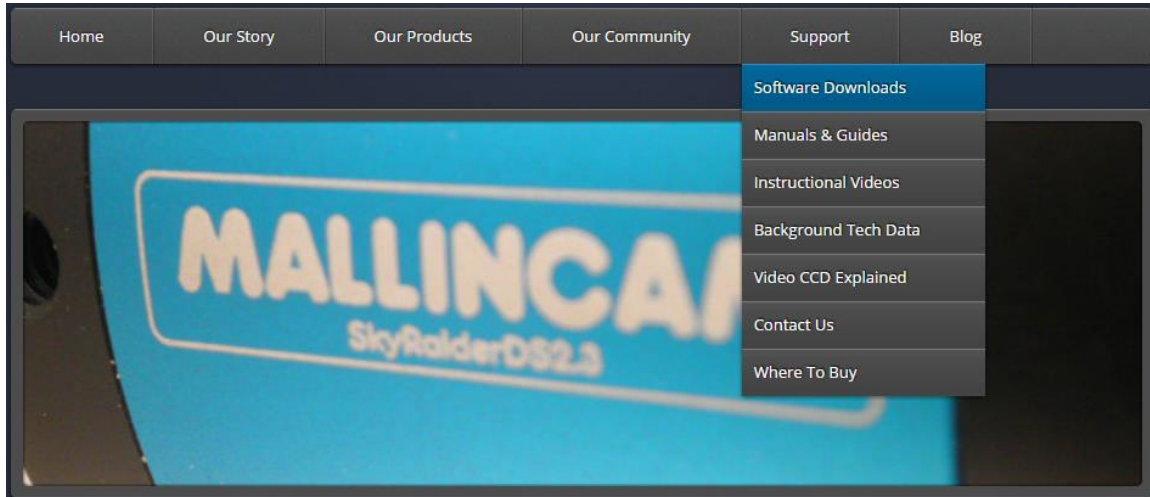 Home Our Story Our Products Our Community Support Blog
Software Downloads
Manuals & Guides
Instructional Videos
Background Tech Data
Video CCD Explained
Contact Us
Where To Buy
MALLINCA
SkyRaiderDS2.3